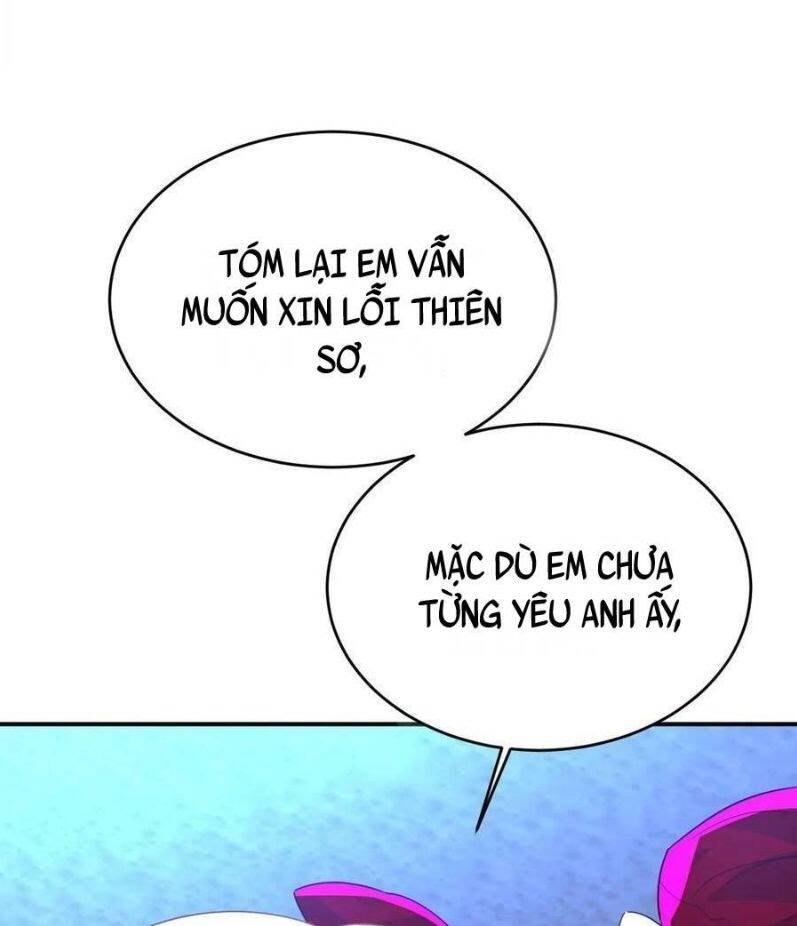 TÓM LẠI EM VẪN
MUỐN XIN LỖI THIÊN
SƠ,
MẶC DÙ EM CHƯA
TỪNG YÊU ANH ẤY,